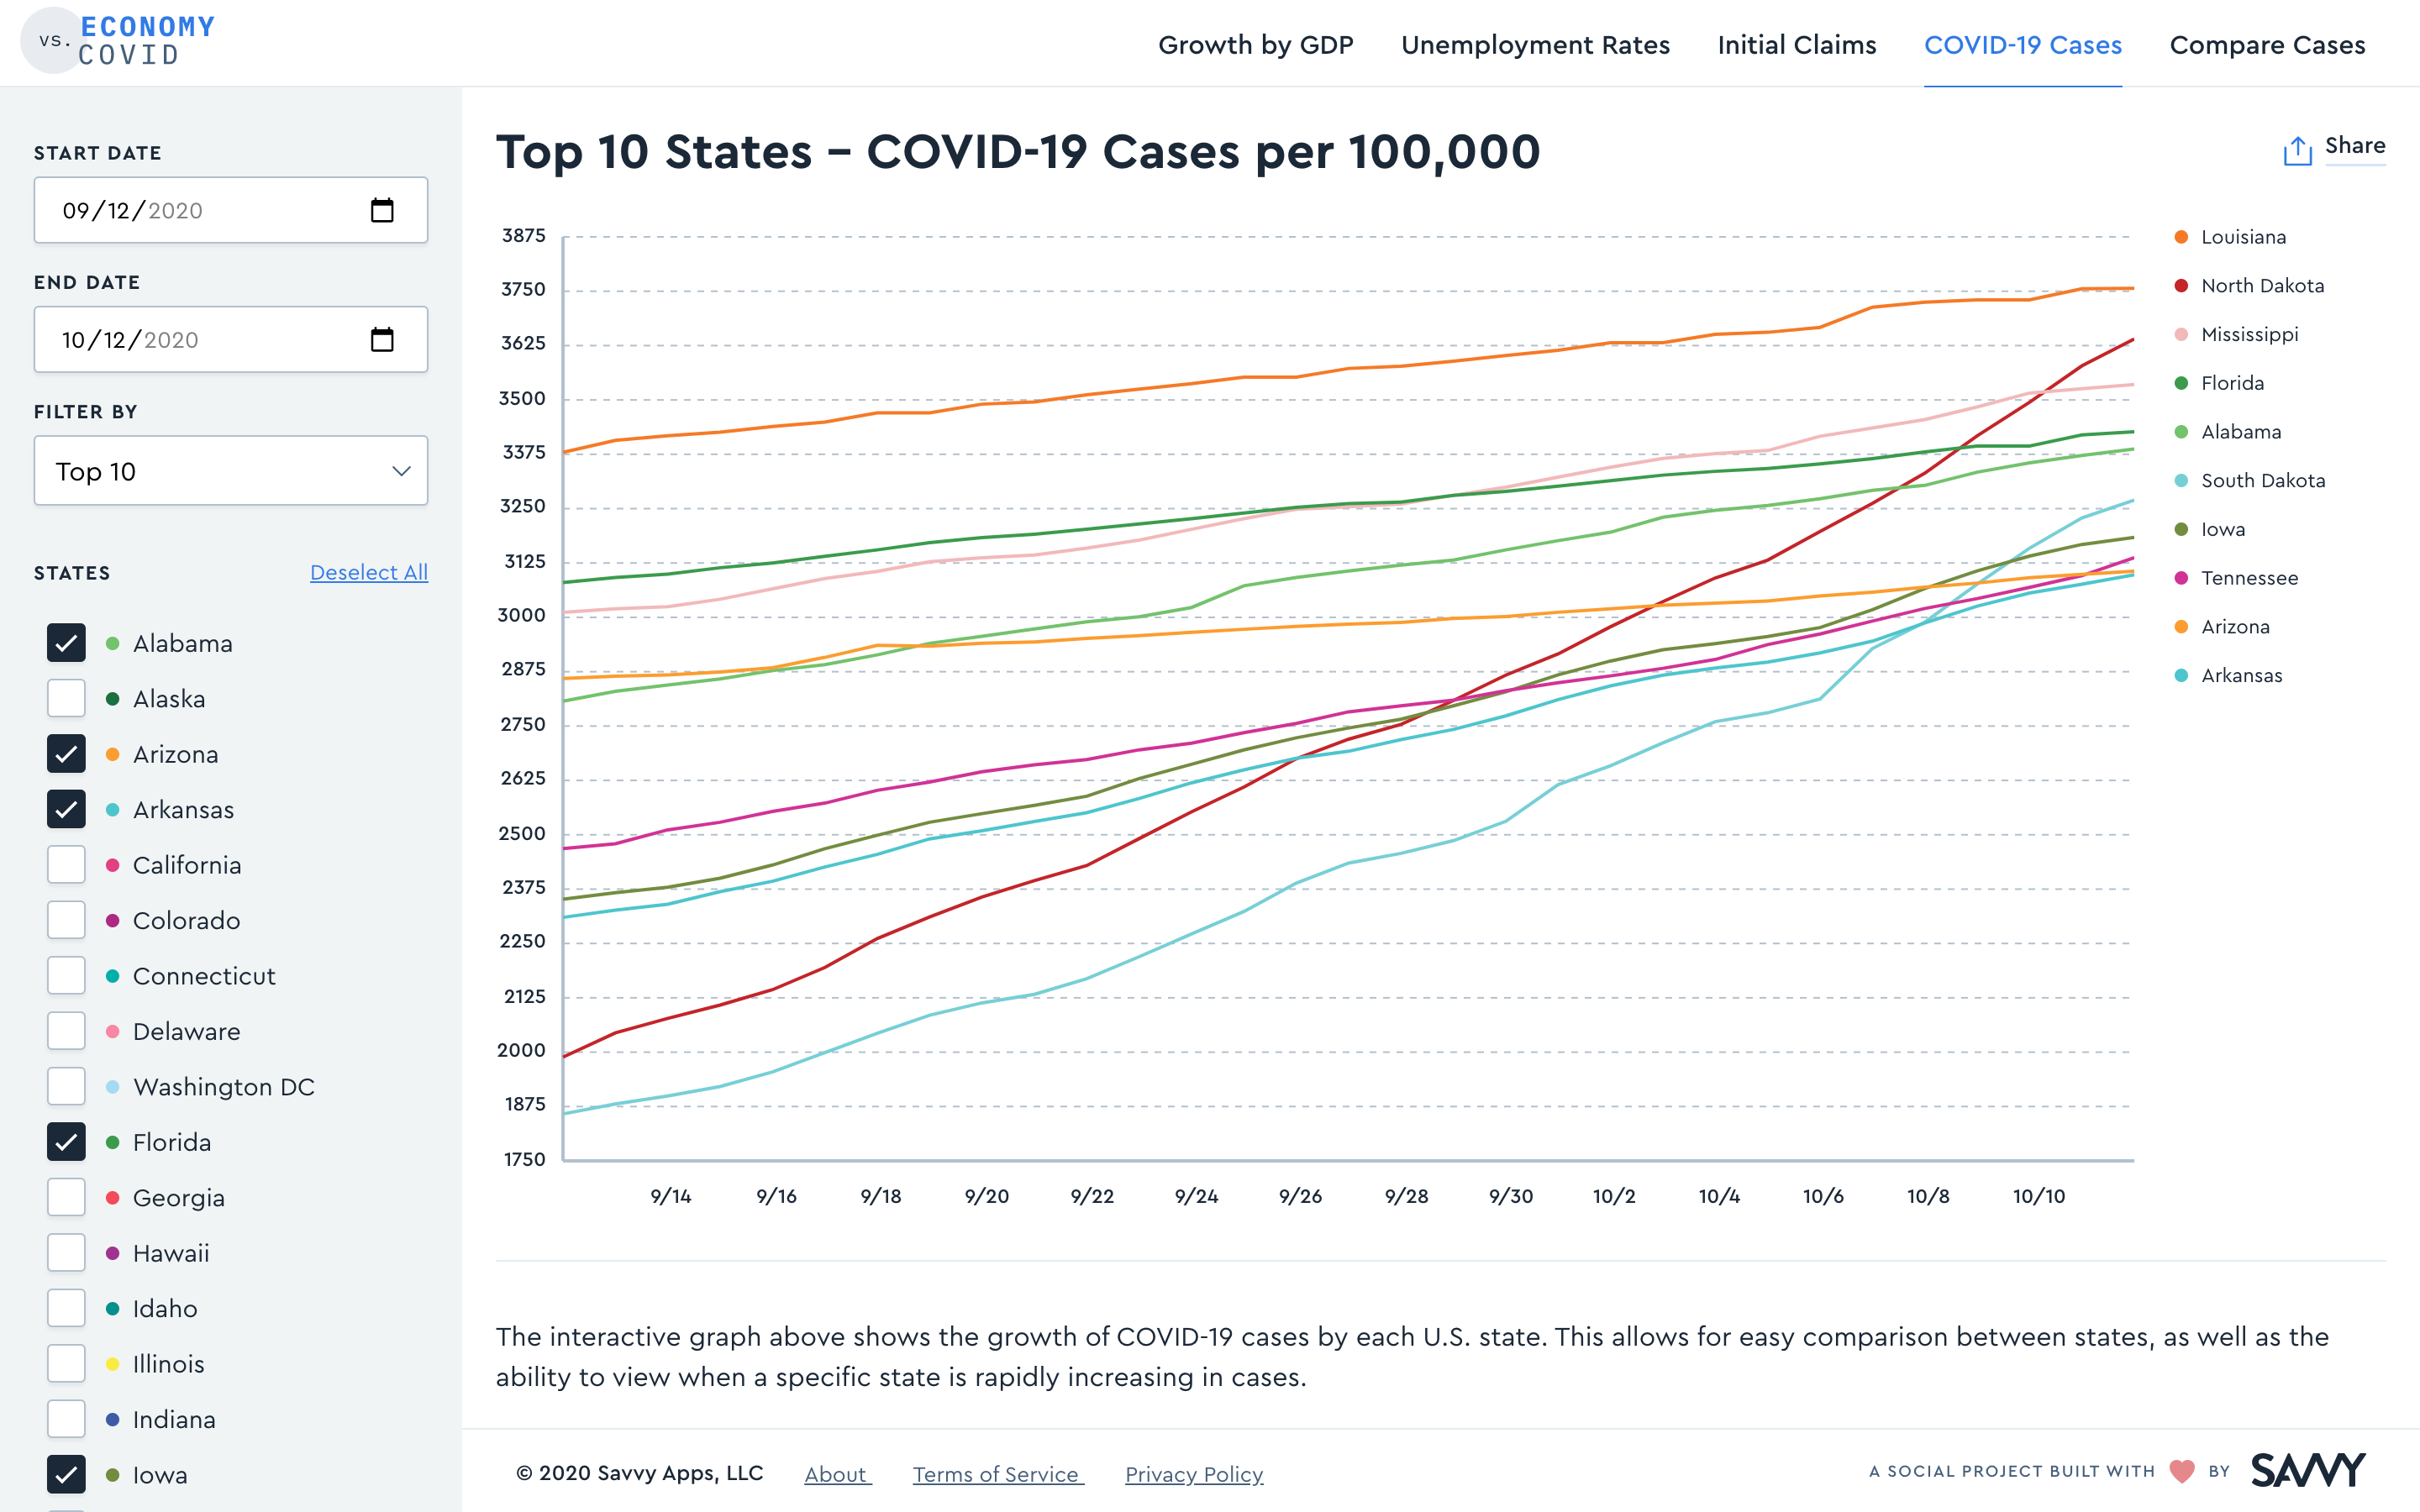 vs. ECONOMY
COVID
Growth by GDP
Unemployment Rates
Initial Claims
COVID-19 Cases
Compare Cases
START DATE
09/12/2020
END DATE
10/12/2020
FILTER BY
Top 10
STATES
Deselect All
Alabama
Alaska
Arizona
Arkansas
California
Colorado
Connecticut
Delaware
Washington DC
Florida
Georgia
Hawaii
Idaho
Illinois
Indiana
Iowa
Top 10 States – COVID-19 Cases per 100,000
Share
3875
3750
3625
3500
3375
3250
3125
3000
2875
2750
2625
2500
2375
2250
2125
2000
1875
1750
9/14
9/16
9/18
9/20
9/22
9/24
9/26
9/28
9/30
10/2
10/4
10/6
10/8
10/10
Louisiana
North Dakota
Mississippi
Florida
Alabama
South Dakota
Iowa
Tennessee
Arizona
Arkansas
The interactive graph above shows the growth of COVID-19 cases by each U.S. state. This allows for easy comparison between states, as well as the
ability to view when a specific state is rapidly increasing in cases.
© 2020 Savvy Apps, LLC
About
Terms of Service
Privacy Policy
A SOCIAL PROJECT BUILT WITH
BY
SAVVY